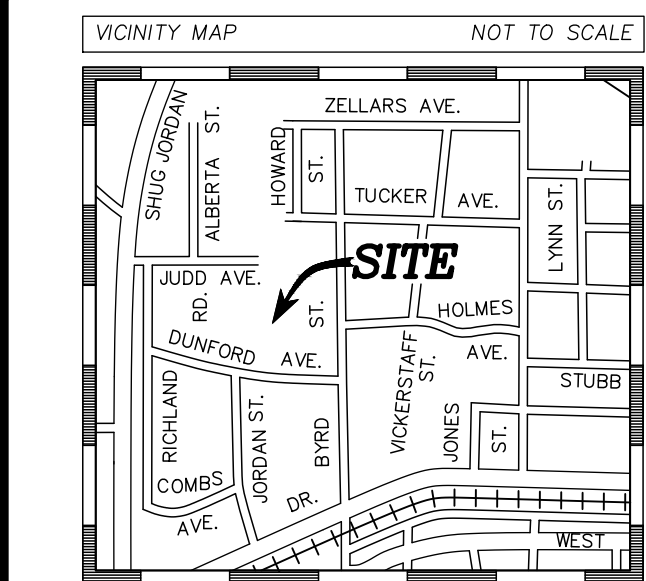 VICINITY MAP NOT TO SCALE
ZELLARS AVE.
SHUG JORDAN
ALBERTA ST.
HOWARD
ST.
TUCKER AVE.
LYNN ST.
SITE
JUDD AVE.
RD.
ST.
HOLMES
DUNFORD AVE.
VICKERSTAFF
ST.
AVE.
STUBB
RICHLAND
JORDAN ST.
BYRD
JONES
ST.
COMBS
AVE.
DR.
WEST